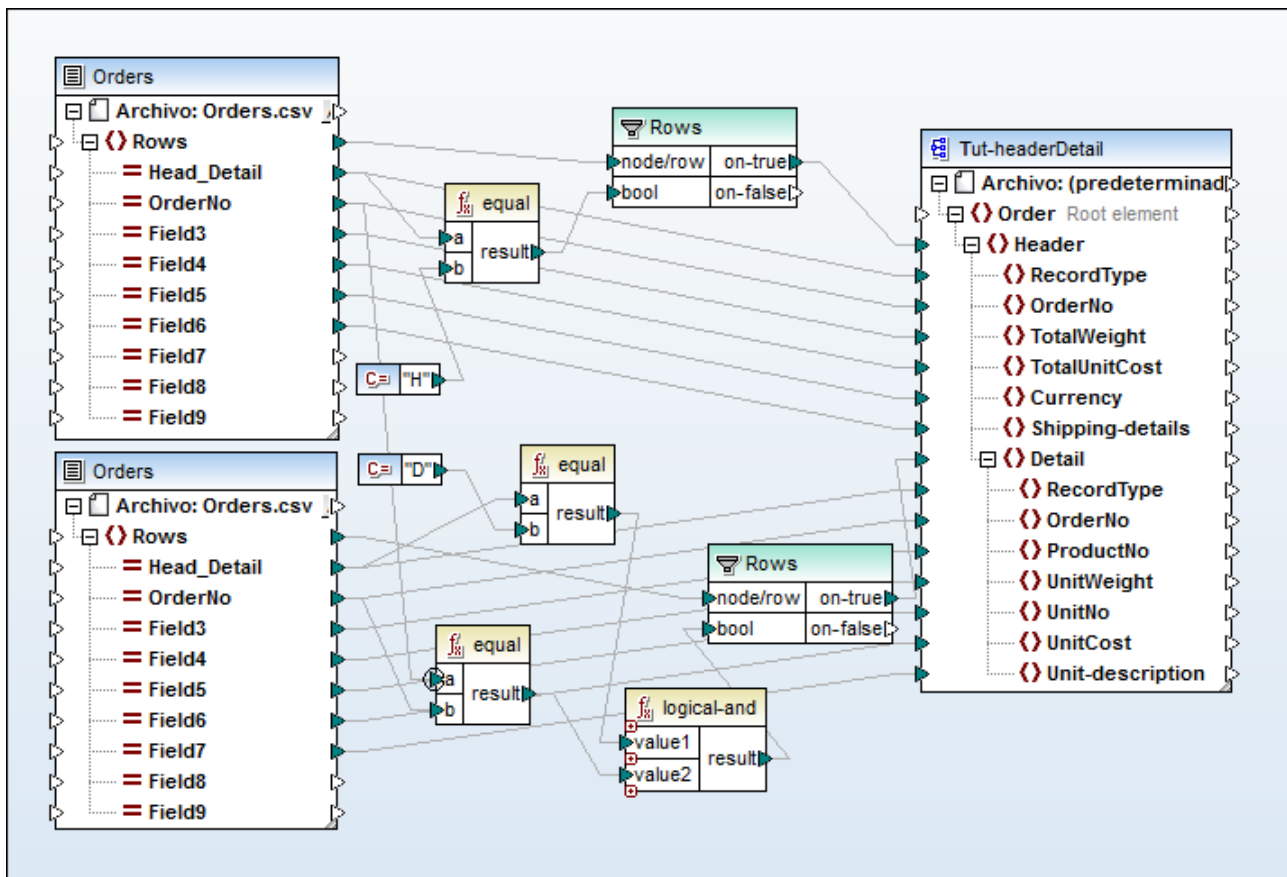 Orders
Archivo: Orders.csv
Rows
Head_Detail
OrderNo
Field3
Field4
Field5
Field6
Field7
Field8
Field9
Orders
Archivo: Orders.csv
Rows
Head_Detail
OrderNo
Field3
Field4
Field5
Field6
Field7
Field8
Field9
equal
a
b
result
C= "H"
C= "D"
equal
a
b
result
equal
a
b
result
Rows
node/row on-true
bool on-false
Rows
node/row on-true
bool on-false
logical-and
value1
value2
result
Tut-headerDetail
Archivo: (predeterminad
Order Root element
Header
RecordType
OrderNo
TotalWeight
TotalUnitCost
Currency
Shipping-details
Detail
RecordType
OrderNo
ProductNo
UnitWeight
UnitNo
UnitCost
Unit-description